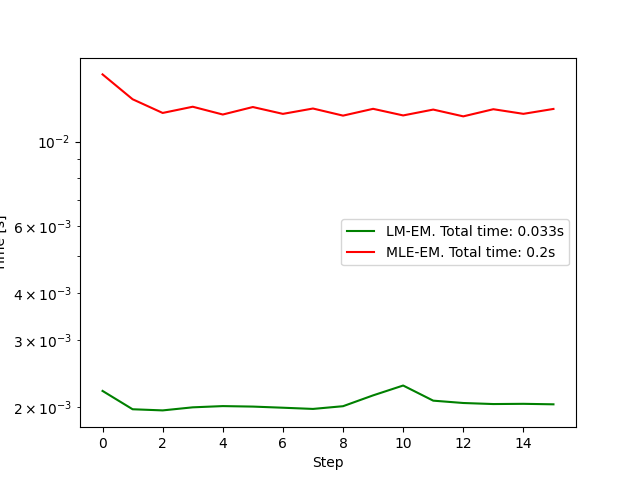 Time [s]
10⁻²
6 × 10⁻³
4 × 10⁻³
3 × 10⁻³
2 × 10⁻³
LM-EM. Total time: 0.033s
MLE-EM. Total time: 0.2s
0 2 4 6 8 10 12 14
Step